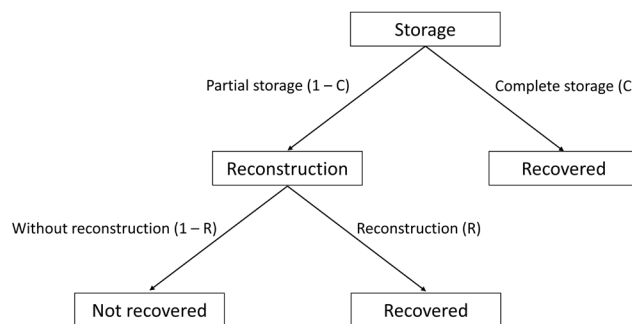 Storage
Partial storage (1 – C)
Complete storage (C
Reconstruction
Recovered
Without reconstruction (1 – R)
Reconstruction (R)
Not recovered
Recovered